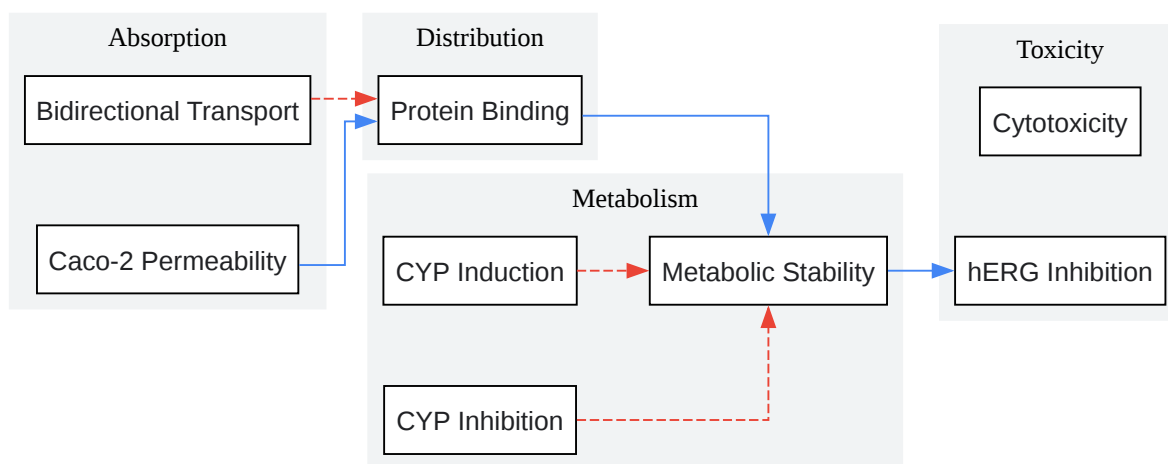 Absorption
Bidirectional Transport
Caco-2 Permeability
Distribution
Protein Binding
Metabolism
CYP Induction
Metabolic Stability
CYP Inhibition
Toxicity
Cytotoxicity
hERG Inhibition